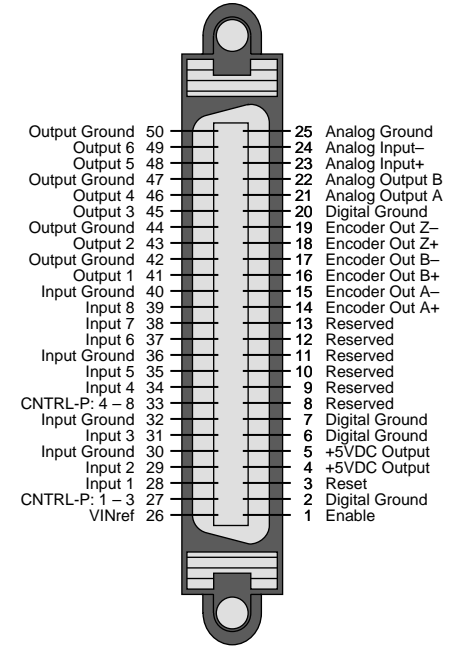 Output Ground 50 25 Analog Ground
Output 6 49 24 Analog Input–
Output 5 48 23 Analog Input+
Output Ground 47 22 Analog Output B
Output 4 46 21 Analog Output A
Output 3 45 20 Digital Ground
Output Ground 44 19 Encoder Out Z–
Output 2 43 18 Encoder Out Z+
Output Ground 42 17 Encoder Out B–
Output 1 41 16 Encoder Out B+
Input Ground 40 15 Encoder Out A–
Input 8 39 14 Encoder Out A+
Input 7 38 13 Reserved
Input 6 37 12 Reserved
Input Ground 36 11 Reserved
Input 5 35 10 Reserved
Input 4 34 9 Reserved
CNTRL-P: 4 – 8 33 8 Reserved
Input Ground 32 7 Digital Ground
Input 3 31 6 Digital Ground
Input Ground 30 5 +5VDC Output
Input 2 29 4 +5VDC Output
Input 1 28 3 Reset
CNTRL-P: 1 – 3 27 2 Digital Ground
VINref 26 1 Enable